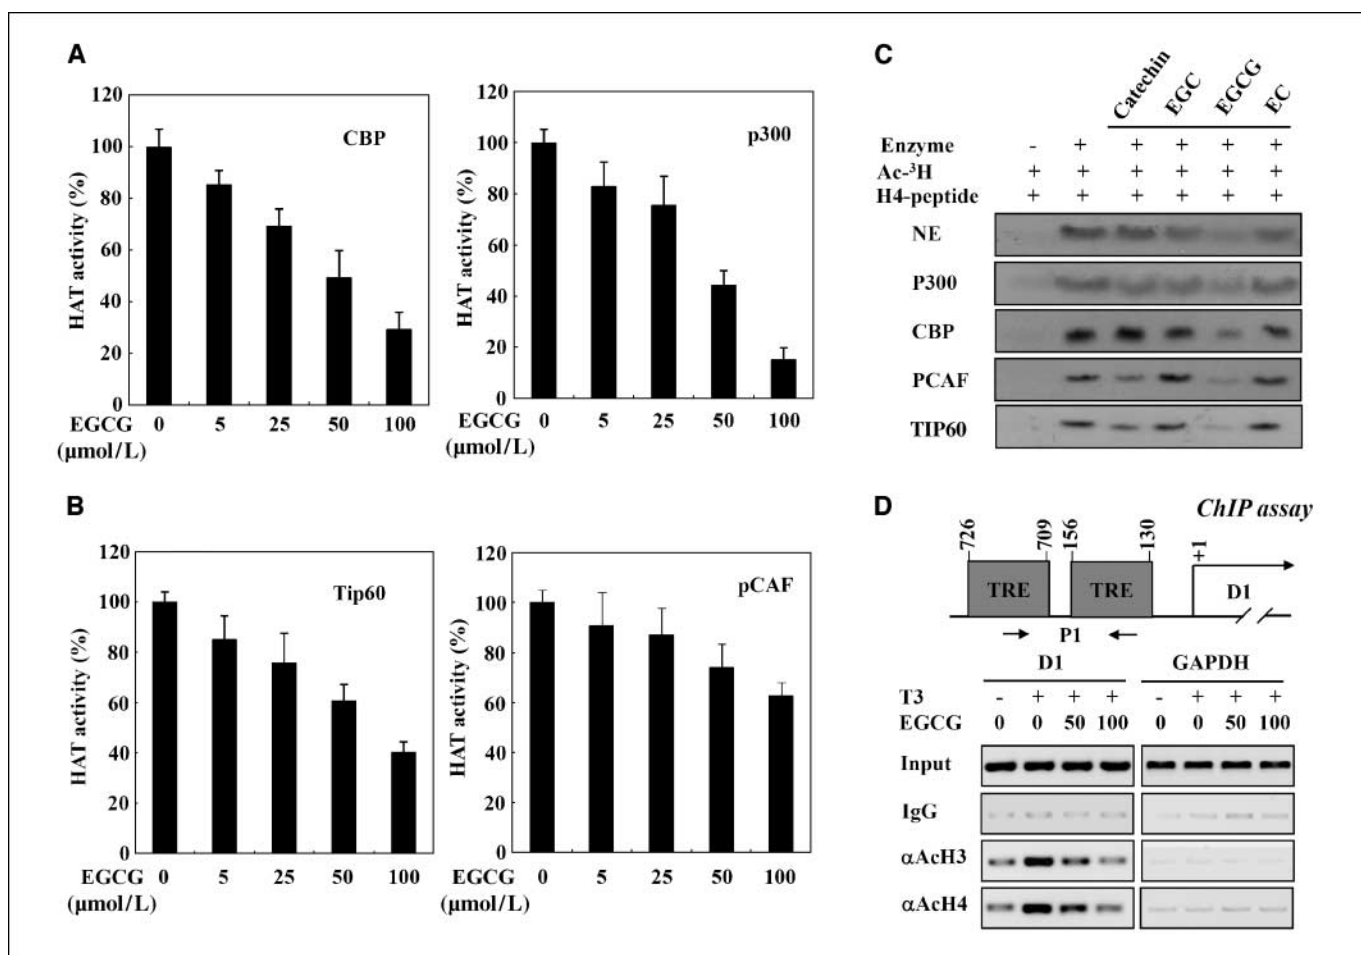 A
120
100
80
60
40
20
0
HAT activity (%)
CBP
EGCG 0 5 25 50 100
(µmol/L)
120
100
80
60
40
20
0
HAT activity (%)
p300
EGCG 0 5 25 50 100
(µmol/L)
B
120
100
80
60
40
20
0
HAT activity (%)
Tip60
EGCG 0 5 25 50 100
(µmol/L)
120
100
80
60
40
20
0
HAT activity (%)
pCAF
EGCG 0 5 25 50 100
(µmol/L)
C
Catechin EGC EGCG EC
Enzyme - + + + + +
Ac-³H + + + + + +
H4-peptide + + + + + +
NE
P300
CBP
PCAF
TIP60
D
ChIP assay
726 709 156 130 +1
TRE TRE D1
P1
D1 GAPDH
T3 - + + + - + + +
EGCG 0 0 50 100 0 0 50 100
Input
IgG
αAcH3
αAcH4